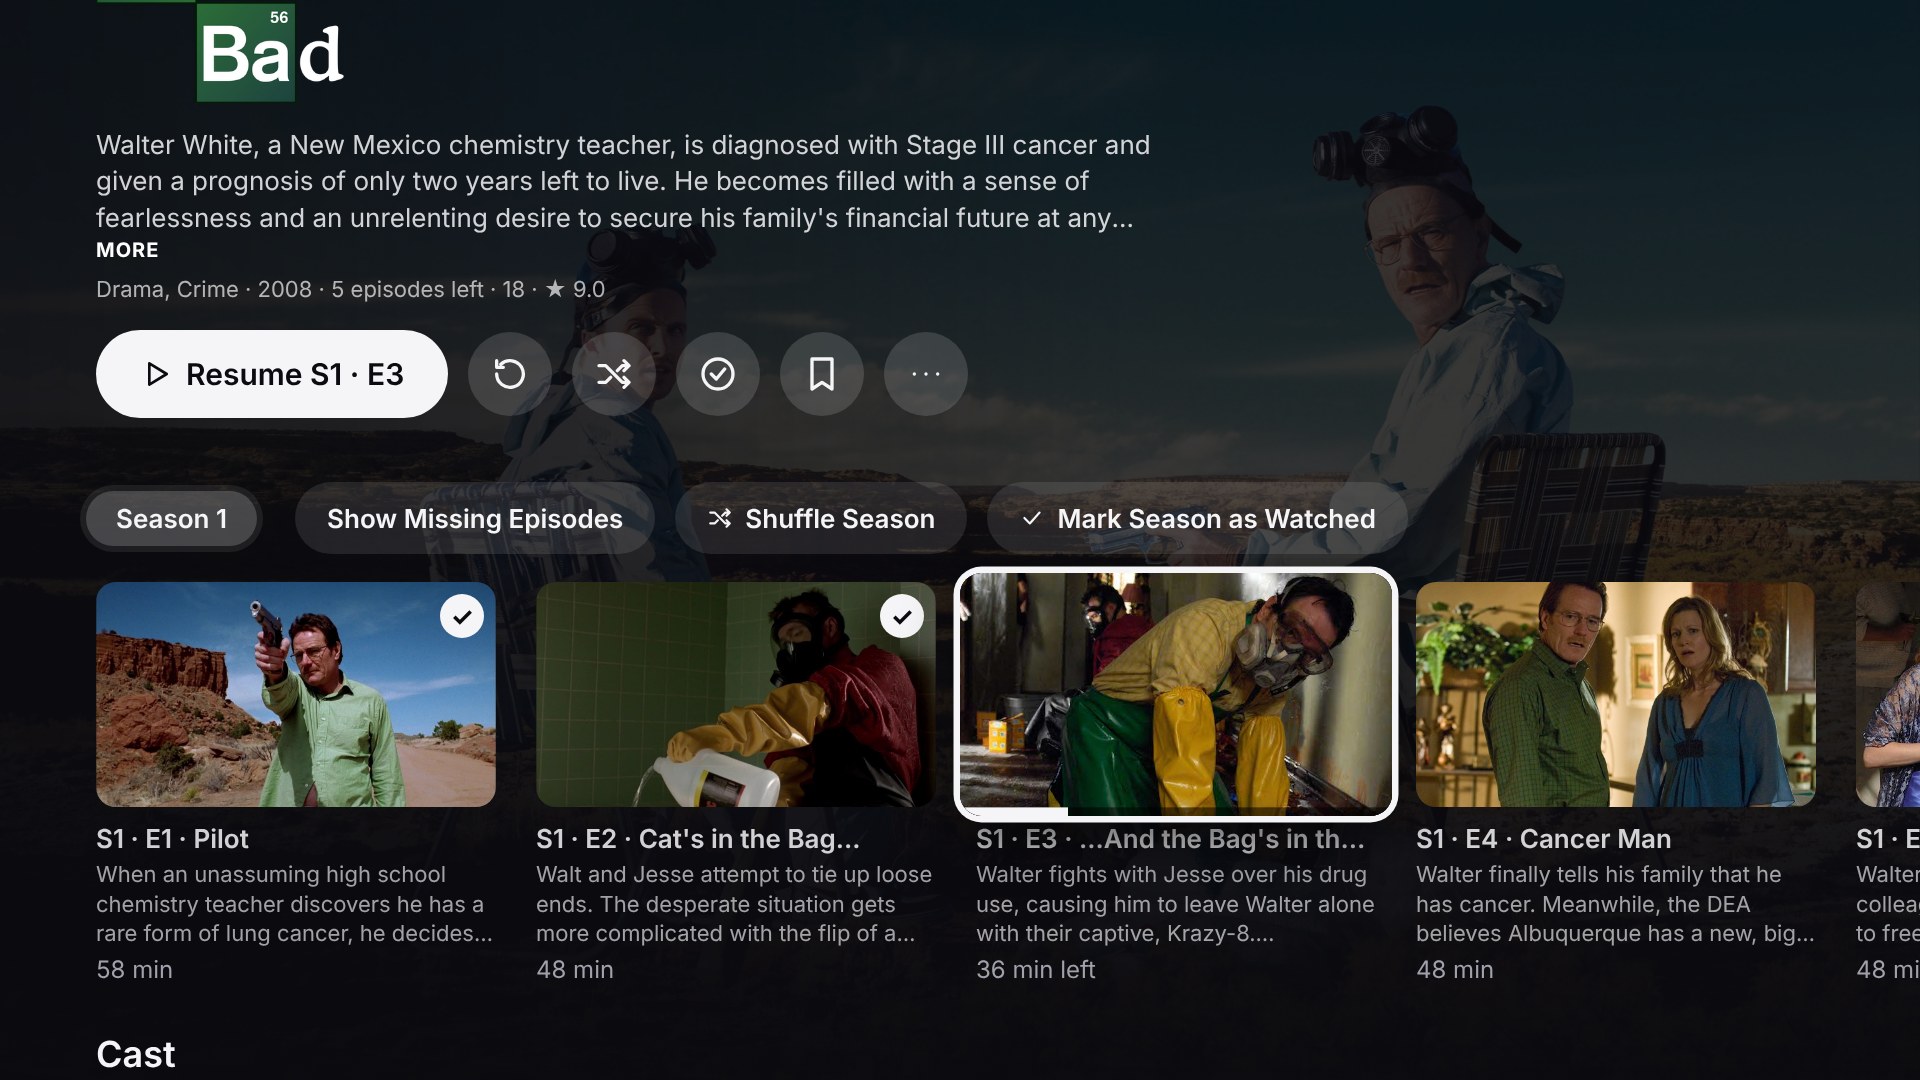 56
Bad
Walter White, a New Mexico chemistry teacher, is diagnosed with Stage III cancer and
given a prognosis of only two years left to live. He becomes filled with a sense of
fearlessness and an unrelenting desire to secure his family's financial future at any...
MORE
Drama, Crime · 2008 · 5 episodes left · 18 · ★ 9.0
Resume S1 · E3
Season 1
Show Missing Episodes
Shuffle Season
Mark Season as Watched
S1 · E1 · Pilot
When an unassuming high school
chemistry teacher discovers he has a
rare form of lung cancer, he decides...
58 min
S1 · E2 · Cat's in the Bag...
Walt and Jesse attempt to tie up loose
ends. The desperate situation gets
more complicated with the flip of a...
48 min
S1 · E3 · ...And the Bag's in th...
Walter fights with Jesse over his drug
use, causing him to leave Walter alone
with their captive, Krazy-8....
36 min left
S1 · E4 · Cancer Man
Walter finally tells his family that he
has cancer. Meanwhile, the DEA
believes Albuquerque has a new, big...
48 min
S1 · E
Walter
to free
48 mi
Cast